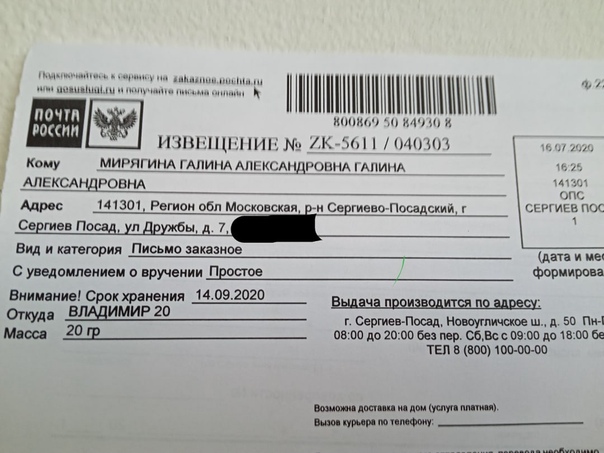 Подключайтесь к сервису на zakaznoe.pochta.ru
или gosuslugi.ru и получайте письма онлайн
ф. 22
ПОЧТА
РОССИИ
800869 50 84930 8
ИЗВЕЩЕНИЕ № ZK-5611 / 040303
16.07.2020
16:25
141301
ОПС
СЕРГИЕВ ПОС
1
(дата и мес
формирова
Кому МИРЯГИНА ГАЛИНА АЛЕКСАНДРОВНА ГАЛИНА
АЛЕКСАНДРОВНА
Адрес 141301, Регион обл Московская, р-н Сергиево-Посадский, г
Сергиев Посад, ул Дружбы, д. 7,
Вид и категория Письмо заказное
С уведомлением о вручении Простое
Внимание! Срок хранения 14.09.2020
Откуда ВЛАДИМИР 20
Масса 20 гр
Выдача производится по адресу:
г. Сергиев-Посад, Новоугличское ш., д. 50 Пн-П
08:00 до 20:00 без пер. Сб,Вс с 09:00 до 18:00 бе
ТЕЛ 8 (800) 100-00-00
Возможна доставка на дом (услуга платная).
Вызов курьера по телефону: